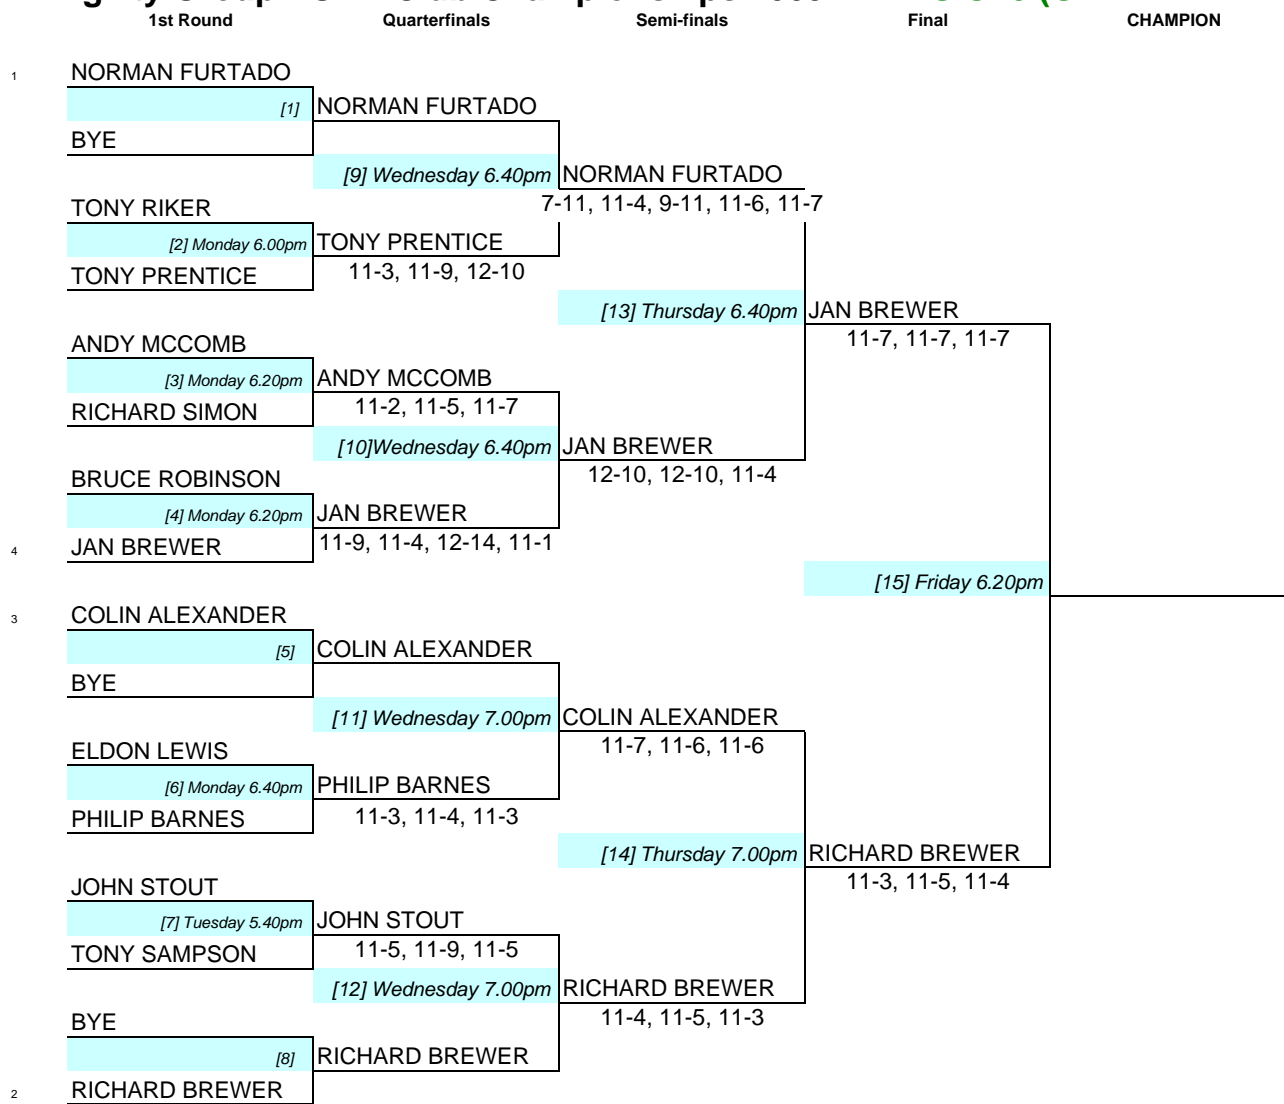 1st Round Quarterfinals Semi-finals Final CHAMPION
1 NORMAN FURTADO
[1] NORMAN FURTADO
BYE
[9] Wednesday 6.40pm NORMAN FURTADO
7-11, 11-4, 9-11, 11-6, 11-7
TONY RIKER
[2] Monday 6.00pm TONY PRENTICE
TONY PRENTICE 11-3, 11-9, 12-10
[13] Thursday 6.40pm JAN BREWER
11-7, 11-7, 11-7
ANDY MCCOMB
[3] Monday 6.20pm ANDY MCCOMB
RICHARD SIMON 11-2, 11-5, 11-7
[10]Wednesday 6.40pm JAN BREWER
12-10, 12-10, 11-4
BRUCE ROBINSON
[4] Monday 6.20pm JAN BREWER
4 JAN BREWER 11-9, 11-4, 12-14, 11-1
[15] Friday 6.20pm
3 COLIN ALEXANDER
[5] COLIN ALEXANDER
BYE
[11] Wednesday 7.00pm COLIN ALEXANDER
11-7, 11-6, 11-6
ELDON LEWIS
[6] Monday 6.40pm PHILIP BARNES
PHILIP BARNES 11-3, 11-4, 11-3
[14] Thursday 7.00pm RICHARD BREWER
11-3, 11-5, 11-4
JOHN STOUT
[7] Tuesday 5.40pm JOHN STOUT
TONY SAMPSON 11-5, 11-9, 11-5
[12] Wednesday 7.00pm RICHARD BREWER
11-4, 11-5, 11-3
BYE
[8] RICHARD BREWER
2 RICHARD BREWER